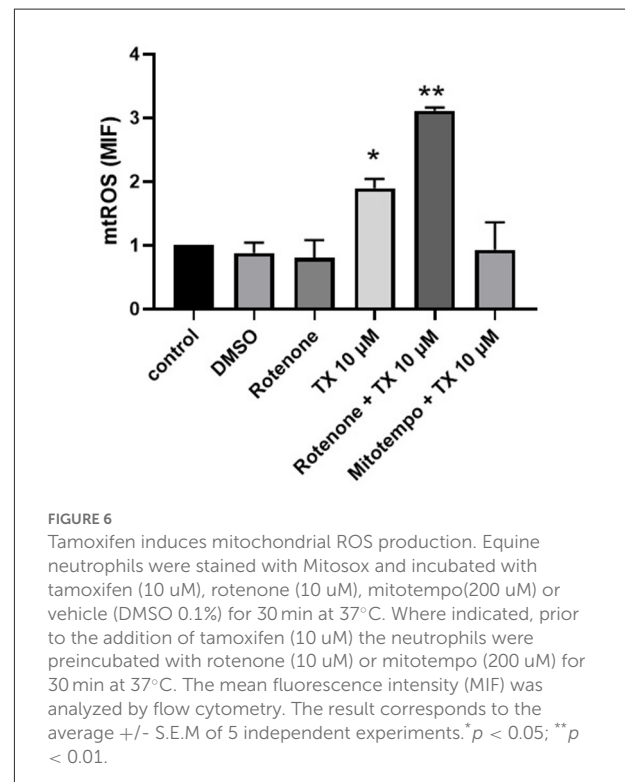 4
3
2
1
0
mtROS (MIF)
*
**
control
DMSO
Rotenone
TX 10 μM
Rotenone + TX 10 μM
Mitotempo + TX 10 μM
FIGURE 6
Tamoxifen induces mitochondrial ROS production. Equine
neutrophils were stained with Mitosox and incubated with
tamoxifen (10 uM), rotenone (10 uM), mitotempo(200 uM) or
vehicle (DMSO 0.1%) for 30 min at 37°C. Where indicated, prior
to the addition of tamoxifen (10 uM) the neutrophils were
preincubated with rotenone (10 uM) or mitotempo (200 uM) for
30 min at 37°C. The mean fluorescence intensity (MIF) was
analyzed by flow cytometry. The result corresponds to the
average +/- S.E.M of 5 independent experiments.*p < 0.05; **p
< 0.01.